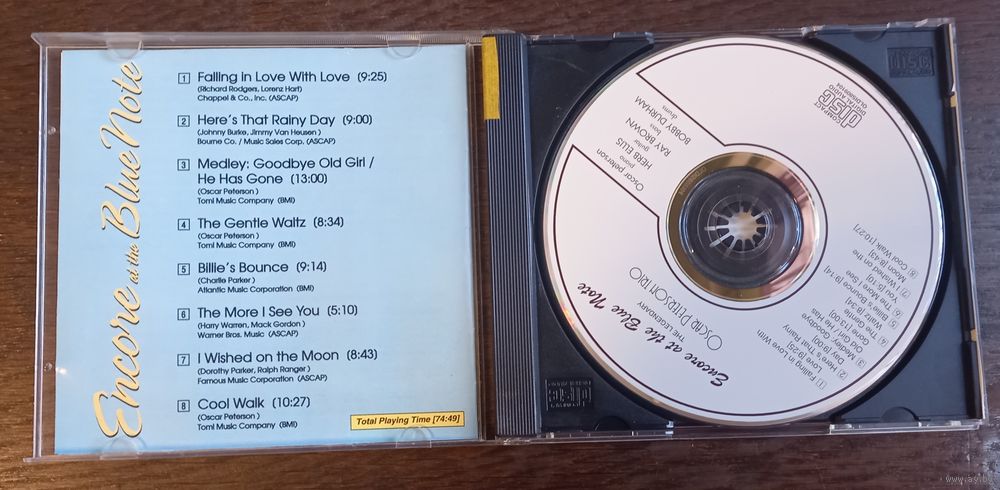 Encore at the Blue Note
1 Falling in Love With Love (9:25)
(Richard Rodgers, Lorenz Hart)
Chappel & Co., Inc. (ASCAP)
2 Here's That Rainy Day (9:00)
(Johnny Burke, Jimmy Van Heusen)
Bourne Co. / Music Sales Corp. (ASCAP)
3 Medley: Goodbye Old Girl /
He Has Gone (13:00)
(Oscar Peterson)
Tomi Music Company (BMI)
4 The Gentle Waltz (8:34)
(Oscar Peterson)
Tomi Music Company (BMI)
5 Billie's Bounce (9:14)
(Charlie Parker)
Atlantic Music Corporation (BMI)
6 The More I See You (5:10)
(Harry Warren, Mack Gordon)
Warner Bros. Music (ASCAP)
7 I Wished on the Moon (8:43)
(Dorothy Parker, Ralph Ranger)
Famous Music Corporation (ASCAP)
8 Cool Walk (10:27)
(Oscar Peterson)
Tomi Music Company (BMI)
Total Playing Time [74:49]
Encore at the Blue Note
THE LEGENDARY
OSCAR PETERSON TRIO
Oscar peterson
piano
HERB ELLIS
guitar
RAY BROWN
bass
BOBBY DURHAM
drums
COMPACT
disc
DIGITAL AUDIO
(1) Falling in Love With
Love [9:25]
(2) Here's That Rainy
Day [9:00]
(3) Medley: Goodbye
Old Girl / He Has
Gone [13:00]
(4) The Gentle
Waltz [8:34]
(5) Billie's Bounce [9:14]
(6) The More I See
You [5:10]
(7) I Wished on the
Moon [8:43]
(8) Cool Walk [10:27]